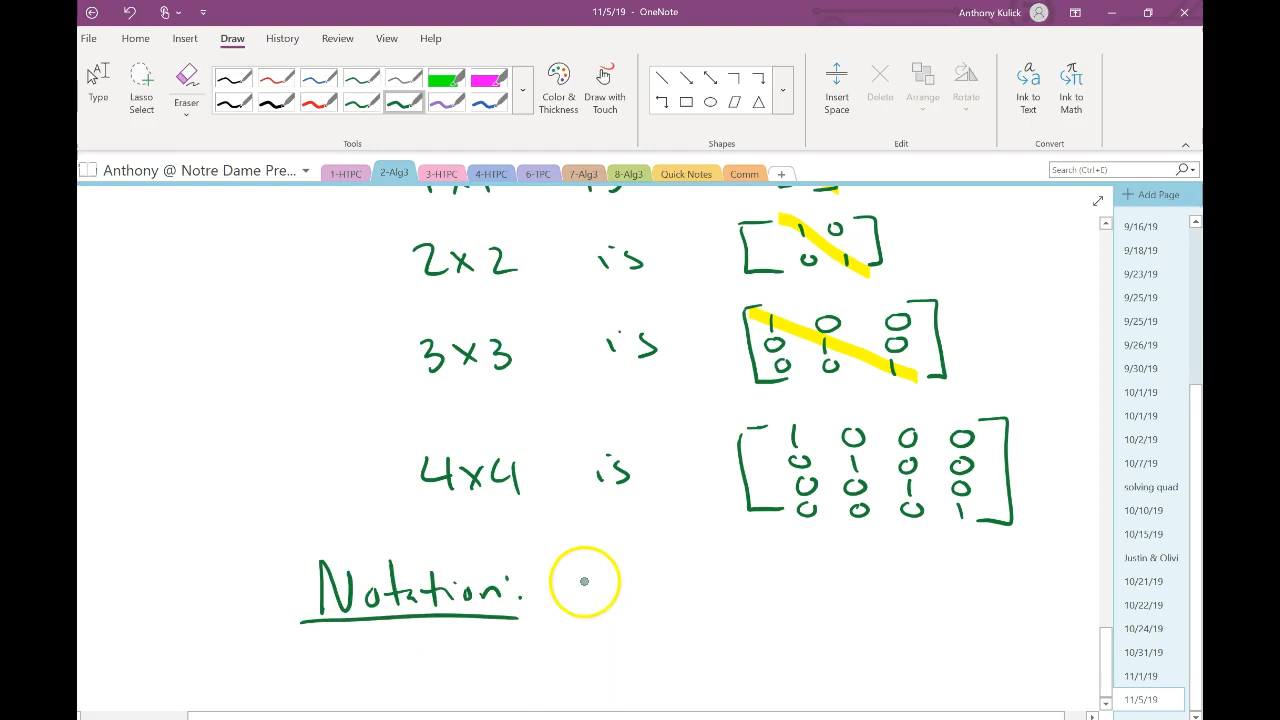 11/5/19 - OneNote
Anthony Kulick
File Home Insert Draw History Review View Help
Type
Lasso Select
Eraser
Color & Thickness
Draw with Touch
Insert Space
Delete
Arrange
Rotate
Ink to Text
Ink to Math
Tools
Shapes
Edit
Convert
Anthony @ Notre Dame Pre...
1-HTPC 2-Alg3 3-HTPC 4-HTPC 6-TPC 7-Alg3 8-Alg3 Quick Notes Comm
Search (Ctrl+E)
Add Page
is
2x2 is [1 0
0 1]
3x3 is [1 0 0
0 1 0
0 0 1]
4x4 is [1 0 0 0
0 1 0 0
0 0 1 0
0 0 0 1]
Notation:
9/16/19
9/18/19
9/23/19
9/25/19
9/25/19
9/26/19
9/30/19
10/1/19
10/1/19
10/2/19
10/7/19
solving quad
10/10/19
10/15/19
Justin & Olivi
10/21/19
10/22/19
10/24/19
10/31/19
11/1/19
11/5/19